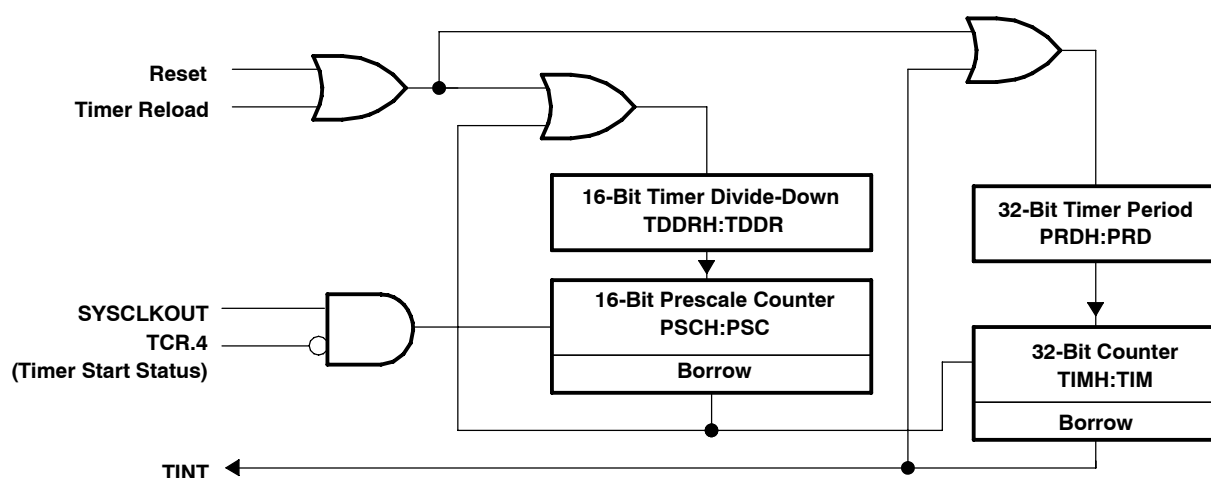 Reset
Timer Reload
16-Bit Timer Divide-Down
TDDRH:TDDR
32-Bit Timer Period
PRDH:PRD
SYSCLKOUT
TCR.4
(Timer Start Status)
16-Bit Prescale Counter
PSCH:PSC
Borrow
32-Bit Counter
TIMH:TIM
Borrow
TINT